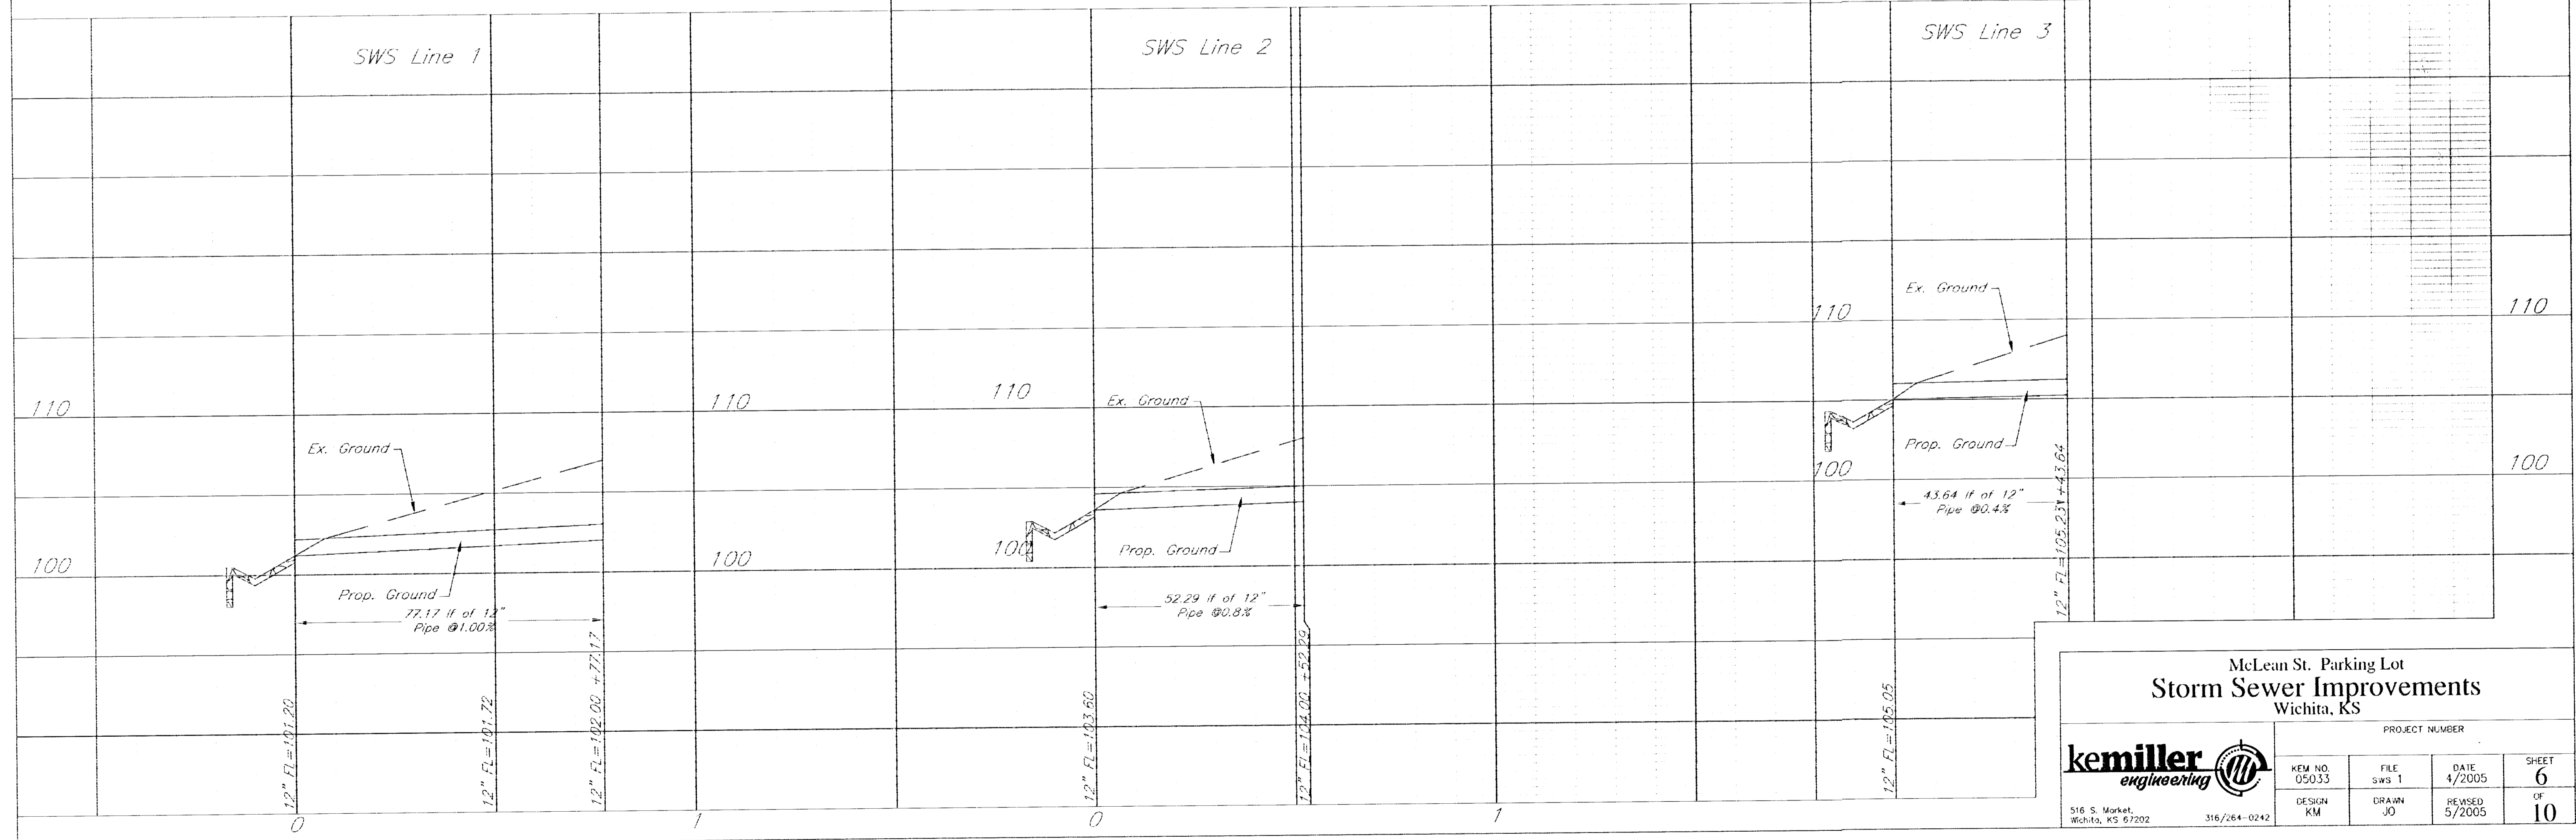 SWS Line 1
110
110
Ex. Ground
100
100
Prop. Ground
77.17 lf of 12"
Pipe @1.00%
12" FL=101.20
12" FL=101.72
12" FL=102.00 +77.17
0
1
SWS Line 2
110
Ex. Ground
100
Prop. Ground
52.29 lf of 12"
Pipe @0.8%
12" FL=103.60
12" FL=104.00 +52.29
0
1
SWS Line 3
Ex. Ground
110
110
Prop. Ground
100
100
43.64 lf of 12"
Pipe @0.4%
12" FL=105.05
McLean St. Parking Lot
Storm Sewer Improvements
Wichita, KS
PROJECT NUMBER
kemiller
engineering
516 S. Market,
Wichita, KS 67202
316/264-0242
KEM NO.
05033
FILE
sws 1
DATE
4/2005
SHEET
6
DESIGN
KM
DRAWN
JO
REVISED
5/2005
OF
10